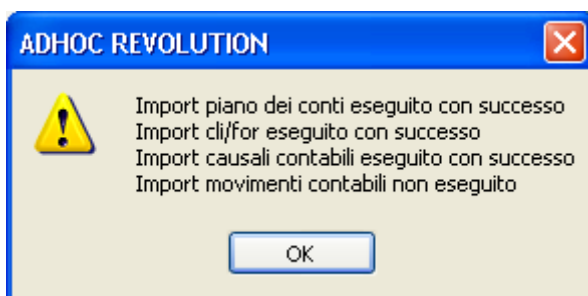 ADHOC REVOLUTION
Import piano dei conti eseguito con successo
Import cli/for eseguito con successo
Import causali contabili eseguito con successo
Import movimenti contabili non eseguito
OK